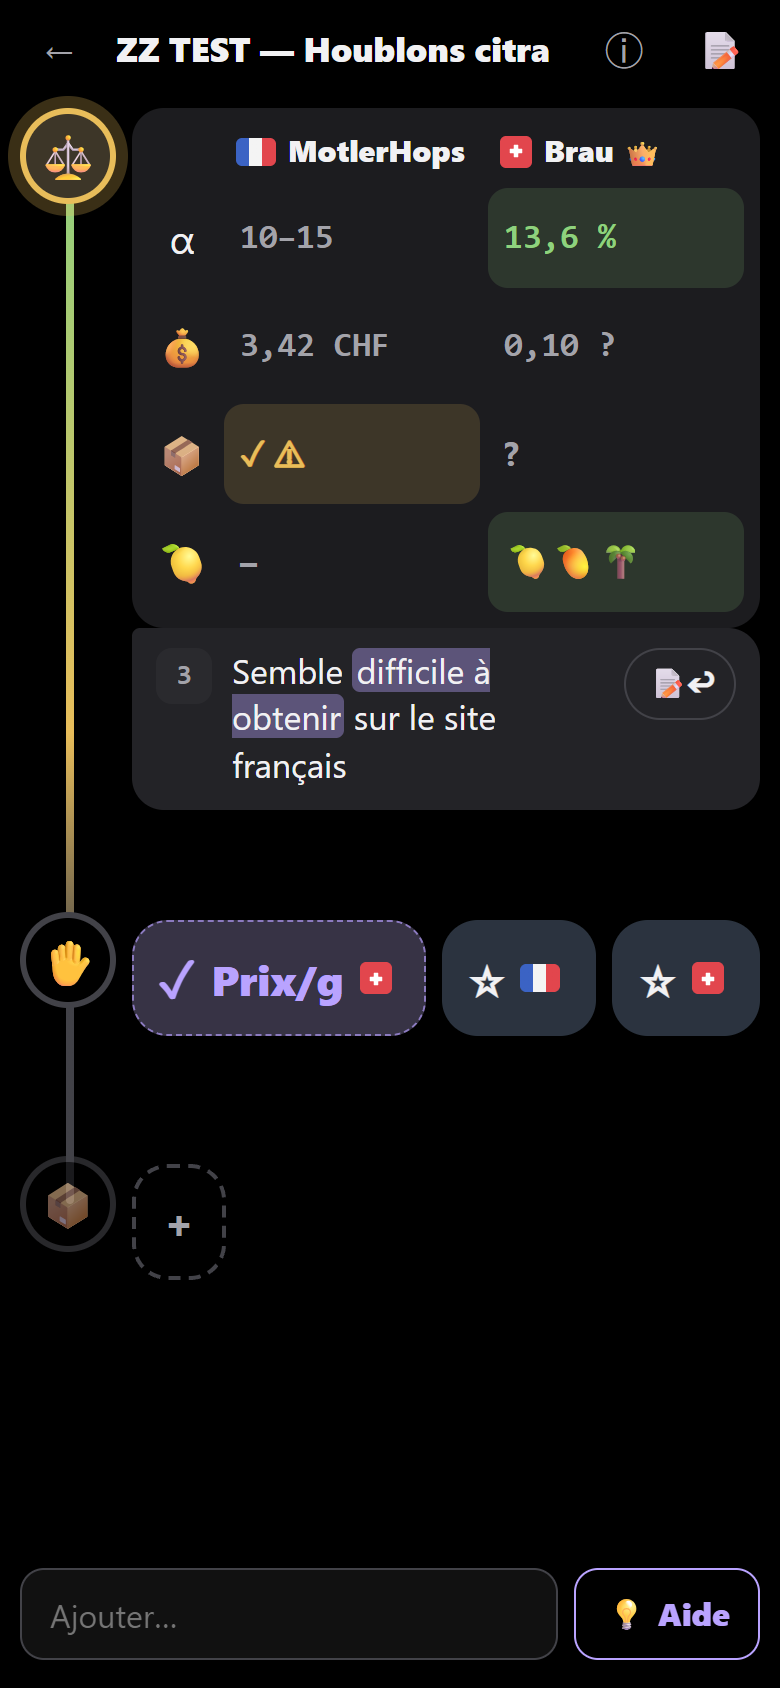 ← ZZ TEST — Houblons citra ⓘ 📝
🇫🇷 MotlerHops 🇨🇭 Brau 👑
α 10–15 13,6 %
💰 3,42 CHF 0,10 ?
📦 ✓⚠ ?
🍋 – 🍋🥭🌴
3 Semble difficile à
obtenir sur le site
français
📝↩
✓ Prix/g 🇨🇭 ☆ 🇫🇷 ☆ 🇨🇭
+
Ajouter...
💡 Aide